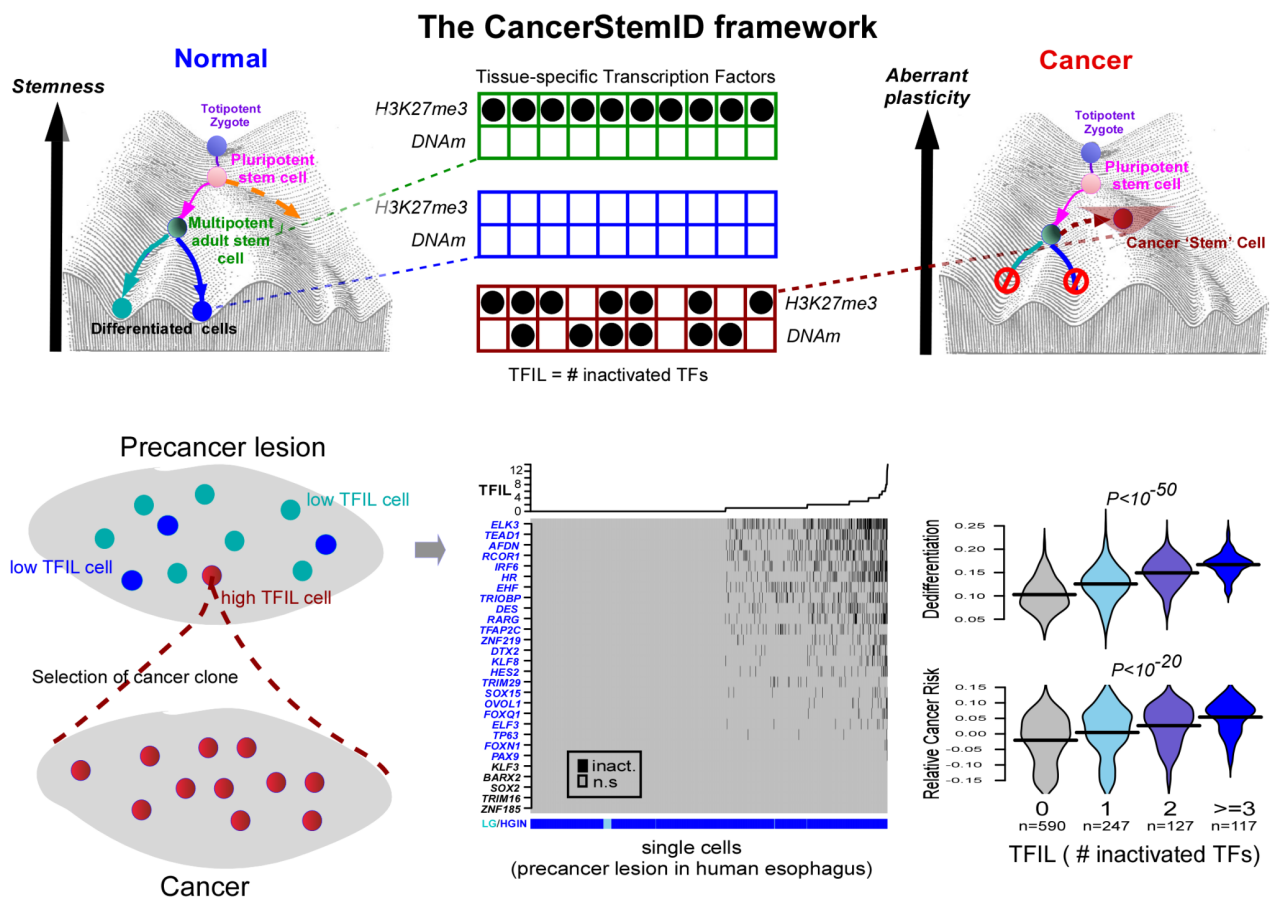 The CancerStemID framework
Normal
Stemness
Totipotent
Zygote
Pluripotent
stem cell
Multipotent
adult stem
cell
Differentiated cells
Tissue-specific Transcription Factors
H3K27me3
DNAm
H3K27me3
DNAm
H3K27me3
DNAm
TFIL = # inactivated TFs
Cancer
Aberrant
plasticity
Totipotent
Zygote
Pluripotent
stem cell
Cancer ‘Stem’ Cell
Precancer lesion
low TFIL cell
low TFIL cell
high TFIL cell
Selection of cancer clone
Cancer
TFIL
12
8
4
0
ELK3
TEAD1
AFDN
RCOR1
IRF6
HR
EHF
TRIOBP
DES
RARG
TFAP2C
ZNF219
DTX2
KLF8
HES2
TRIM29
SOX15
OVOL1
FOXQ1
ELF3
TP63
FOXN1
PAX9
KLF3
BARX2
SOX2
TRIM16
ZNF185
inact.
n.s
LG/HGIN
single cells
(precancer lesion in human esophagus)
P<10-50
Dedifferentiation
0.25
0.20
0.15
0.10
0.05
P<10-20
Relative Cancer Risk
0.15
0.05
0.00
-0.05
-0.15
0 1 2 >=3
n=590 n=247 n=127 n=117
TFIL ( # inactivated TFs)